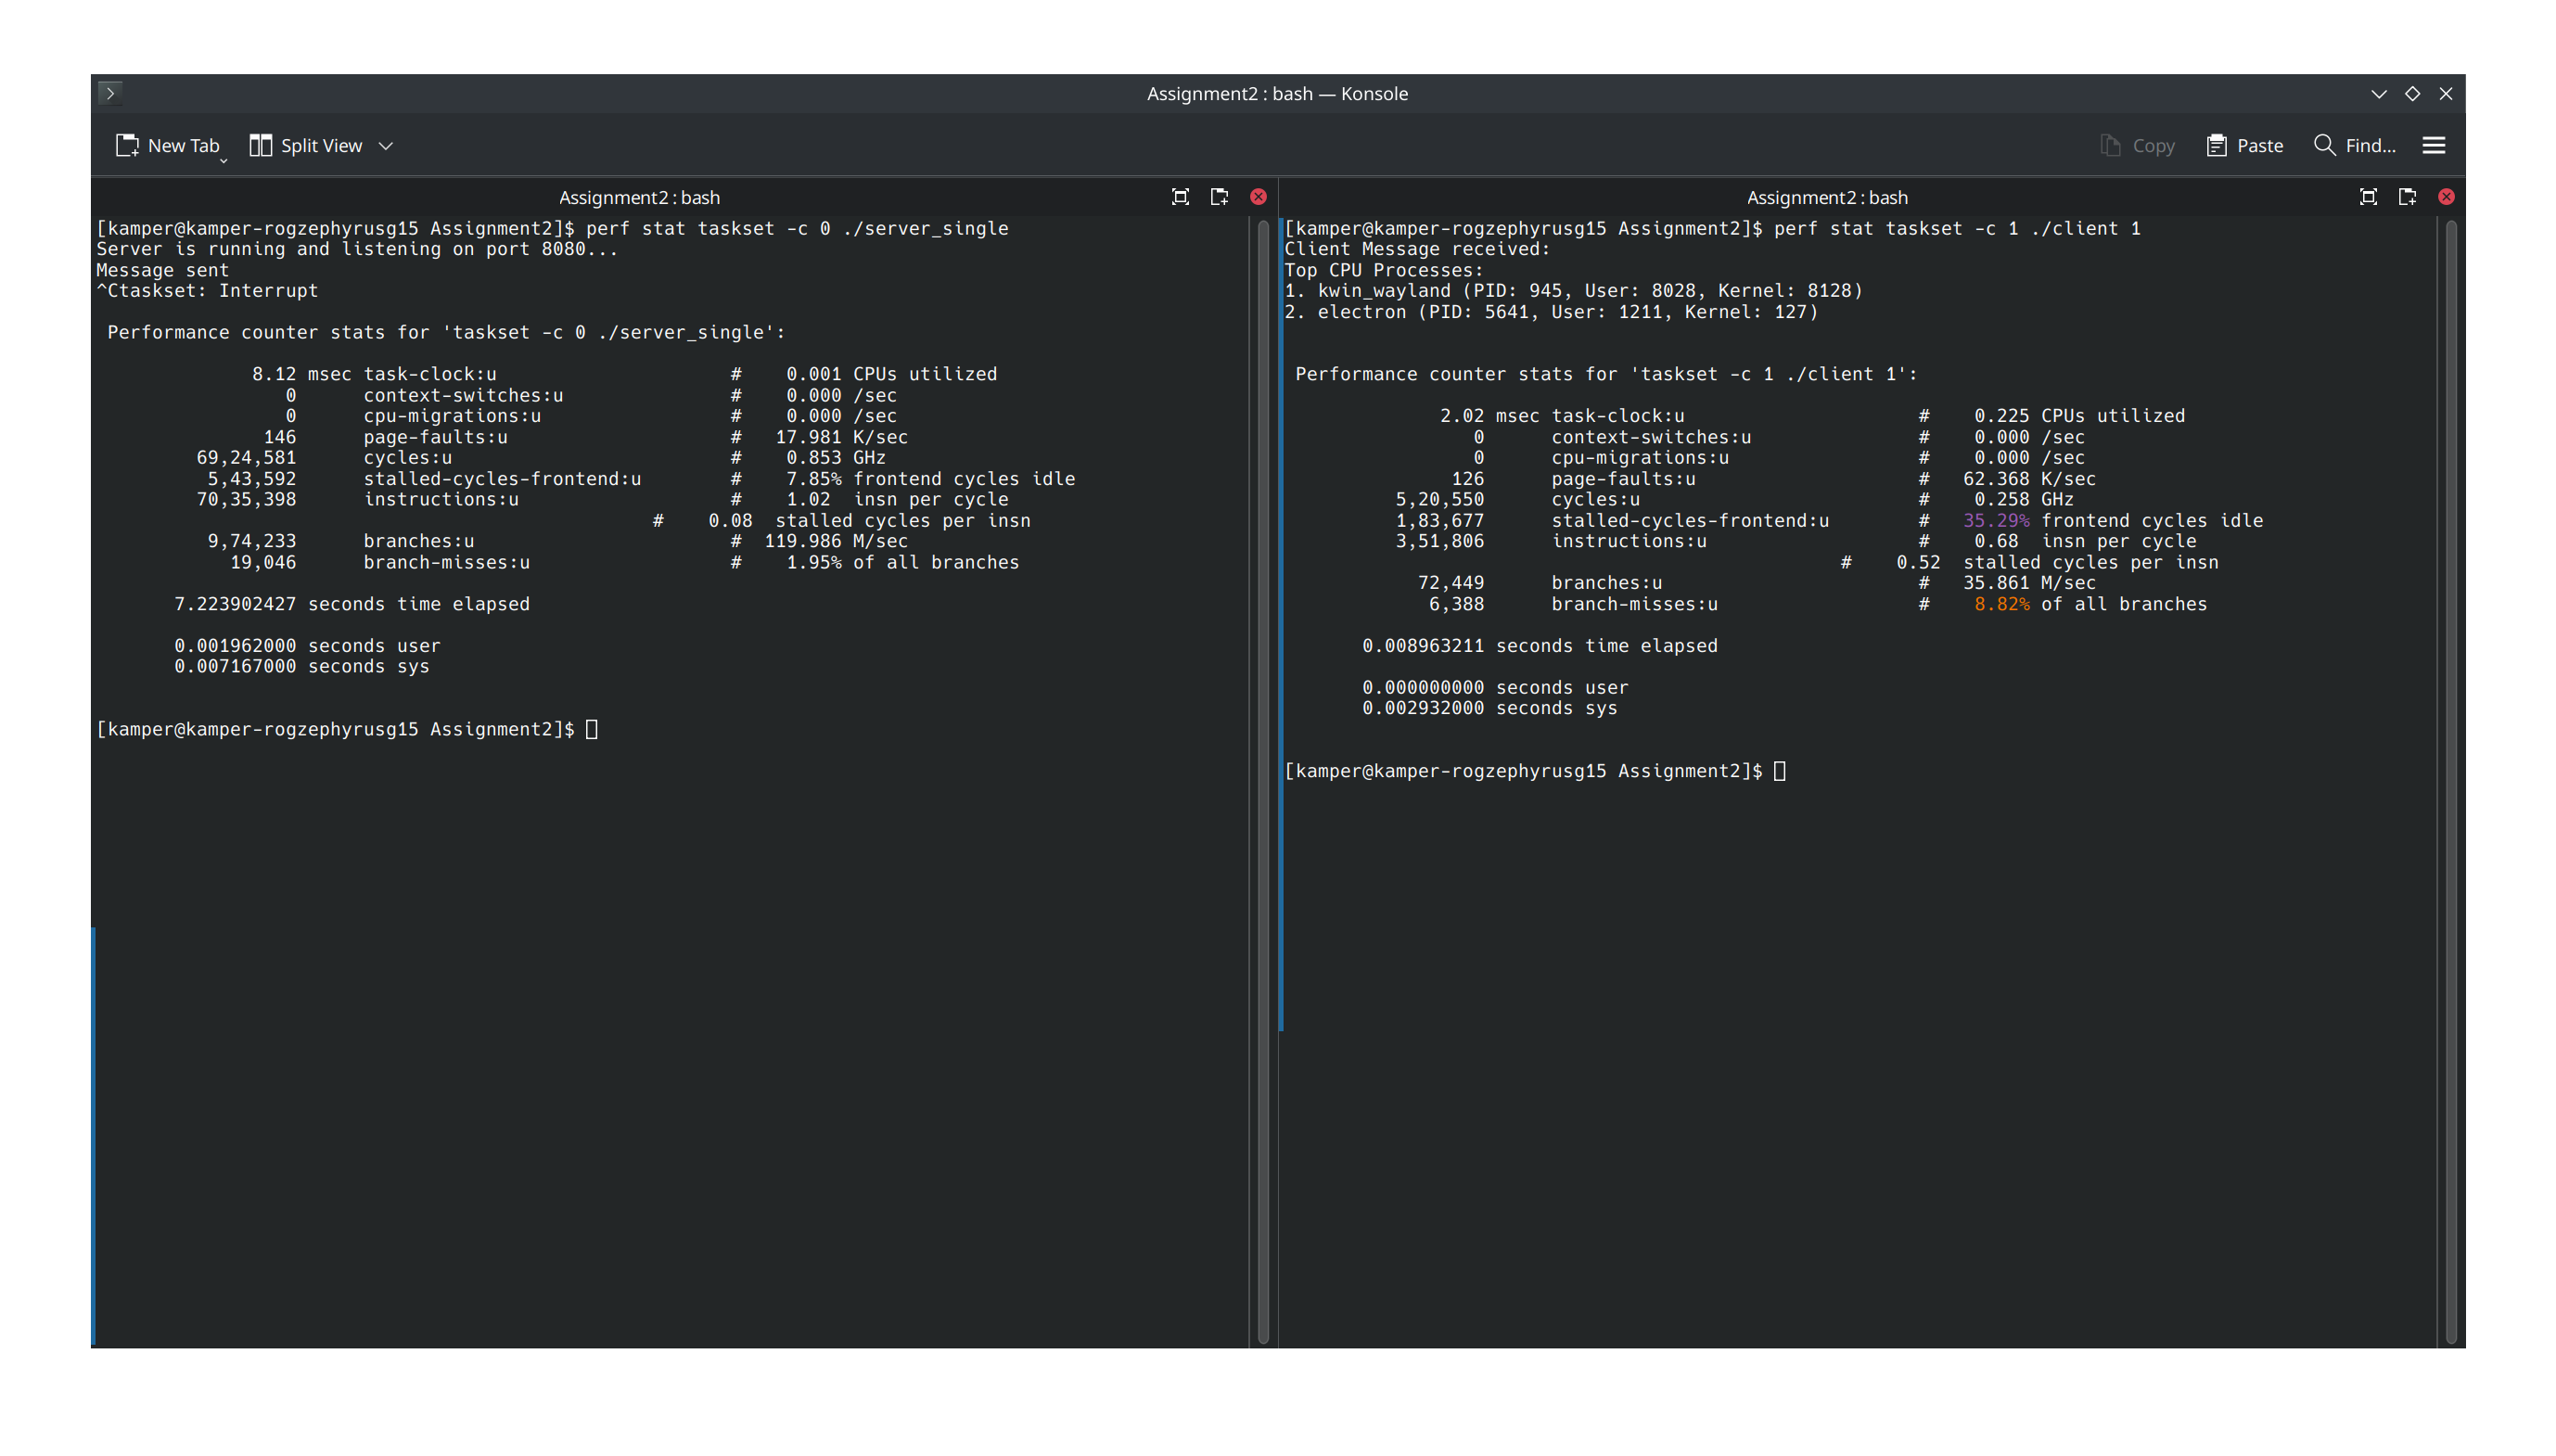 Assignment2 : bash — Konsole
New Tab
Split View
Copy
Paste
Find...
Assignment2 : bash
[kamper@kamper-rogzephyrusg15 Assignment2]$ perf stat taskset -c 0 ./server_single
Server is running and listening on port 8080...
Message sent
^Ctaskset: Interrupt
Performance counter stats for 'taskset -c 0 ./server_single':
8.12 msec task-clock:u # 0.001 CPUs utilized
0 context-switches:u # 0.000 /sec
0 cpu-migrations:u # 0.000 /sec
146 page-faults:u # 17.981 K/sec
69,24,581 cycles:u # 0.853 GHz
5,43,592 stalled-cycles-frontend:u # 7.85% frontend cycles idle
70,35,398 instructions:u # 1.02 insn per cycle
# 0.08 stalled cycles per insn
9,74,233 branches:u # 119.986 M/sec
19,046 branch-misses:u # 1.95% of all branches
7.223902427 seconds time elapsed
0.001962000 seconds user
0.007167000 seconds sys
[kamper@kamper-rogzephyrusg15 Assignment2]$
Assignment2 : bash
[kamper@kamper-rogzephyrusg15 Assignment2]$ perf stat taskset -c 1 ./client 1
Client Message received:
Top CPU Processes:
1. kwin_wayland (PID: 945, User: 8028, Kernel: 8128)
2. electron (PID: 5641, User: 1211, Kernel: 127)
Performance counter stats for 'taskset -c 1 ./client 1':
2.02 msec task-clock:u # 0.225 CPUs utilized
0 context-switches:u # 0.000 /sec
0 cpu-migrations:u # 0.000 /sec
126 page-faults:u # 62.368 K/sec
5,20,550 cycles:u # 0.258 GHz
1,83,677 stalled-cycles-frontend:u # 35.29% frontend cycles idle
3,51,806 instructions:u # 0.68 insn per cycle
# 0.52 stalled cycles per insn
72,449 branches:u # 35.861 M/sec
6,388 branch-misses:u # 8.82% of all branches
0.008963211 seconds time elapsed
0.000000000 seconds user
0.002932000 seconds sys
[kamper@kamper-rogzephyrusg15 Assignment2]$